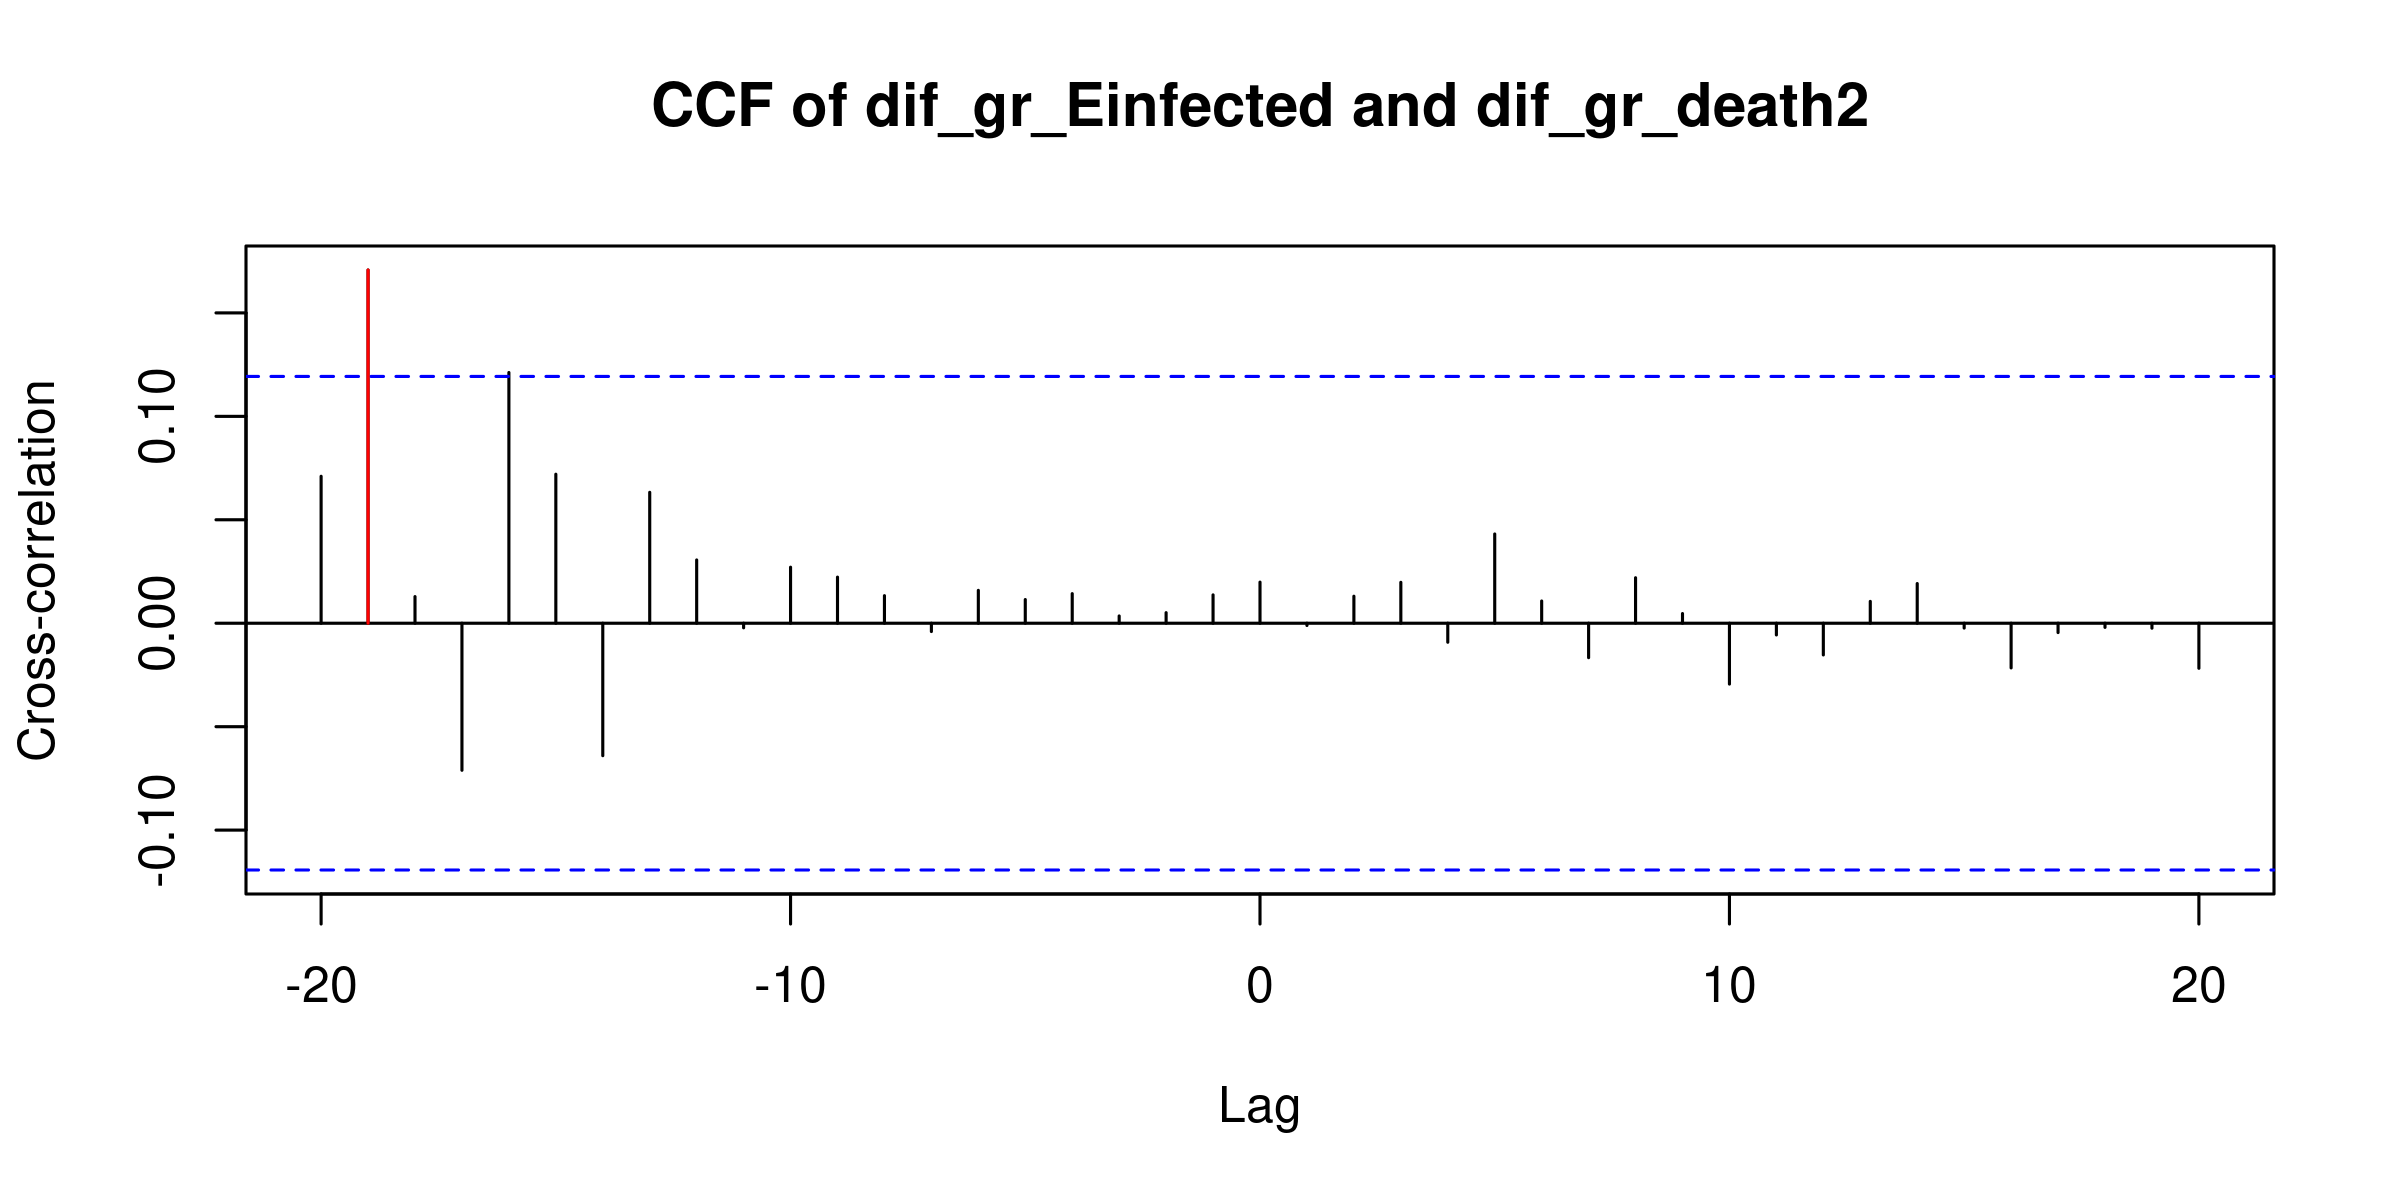 CCF of dif_gr_Einfected and dif_gr_death2
Cross-correlation
0.10
0.00
-0.10
-20
-10
0
10
20
Lag